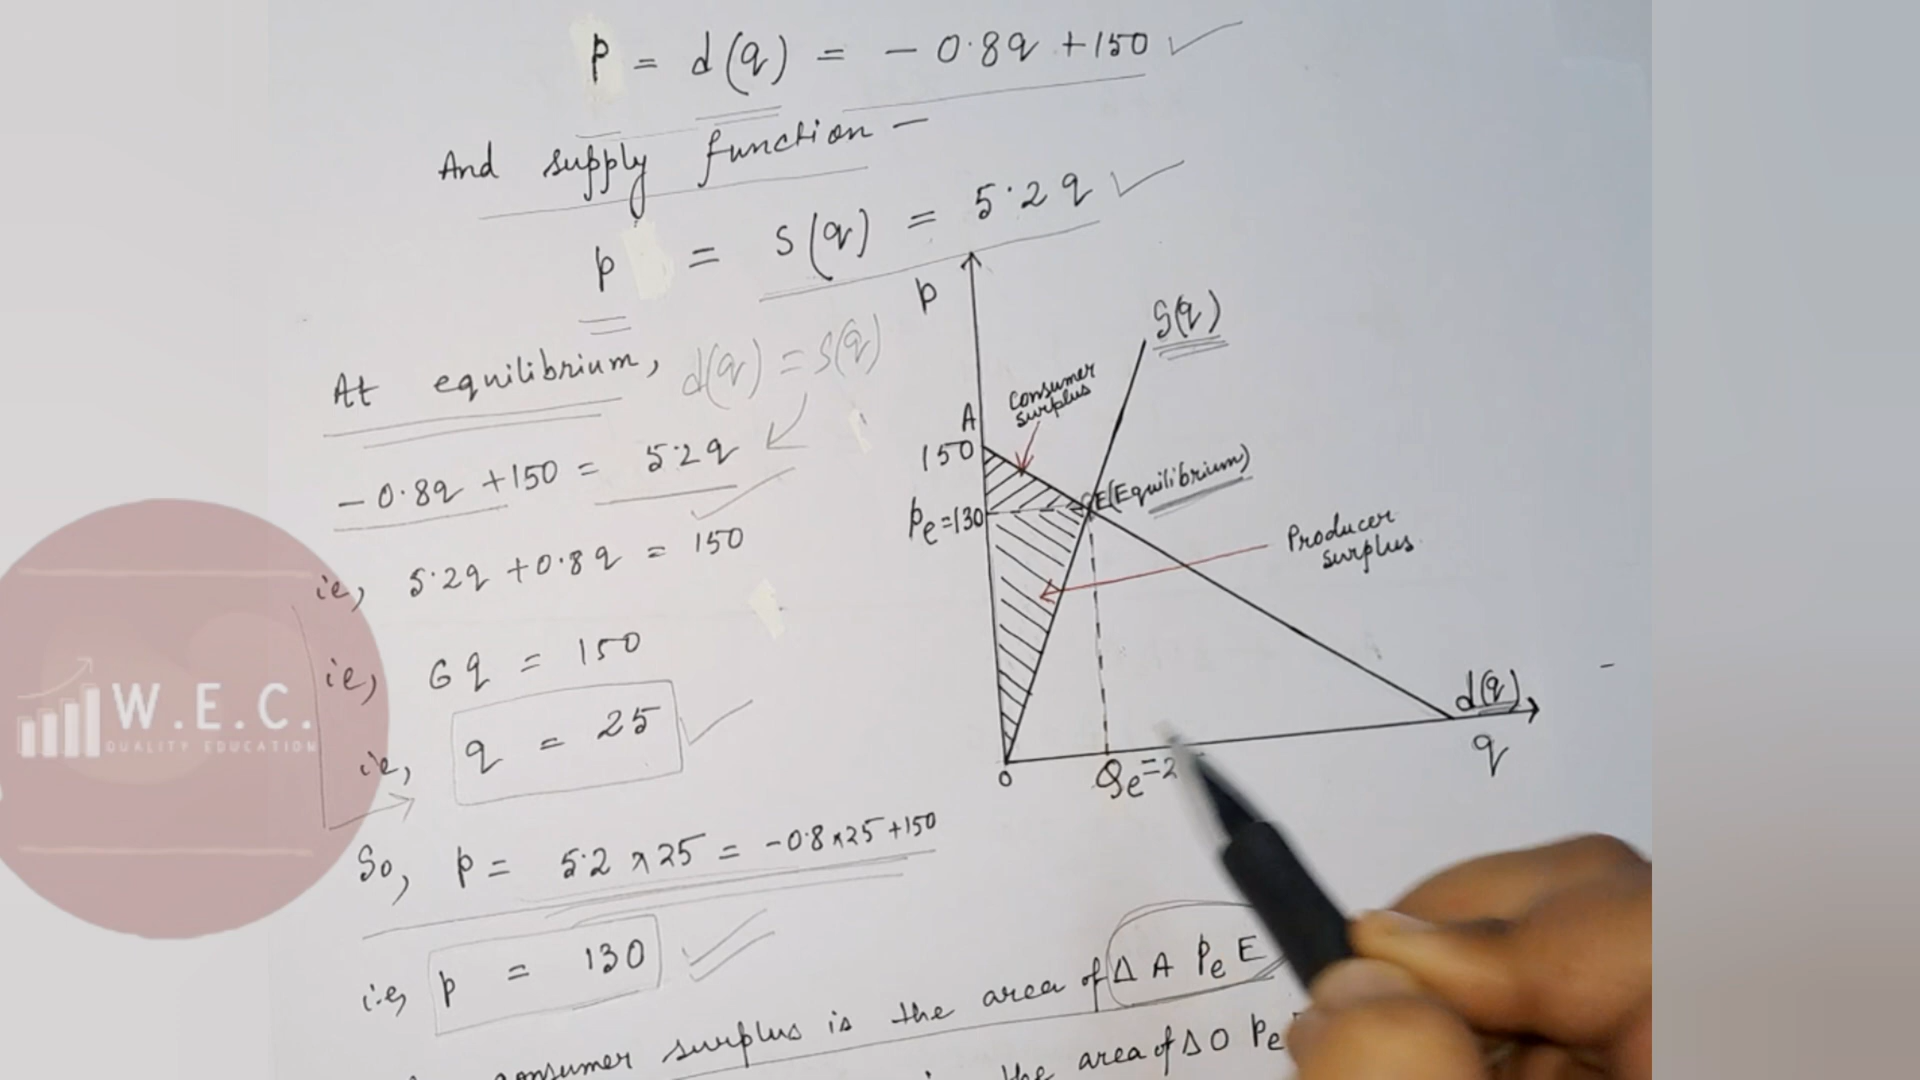 p = d(q) = - 0.8q + 150
And supply function -
p = S(q) = 5.2q
At equilibrium, d(q) = S(q)
- 0.8q + 150 = 5.2q
ie, 5.2q + 0.8q = 150
ie, 6q = 150
ie, q = 25
So, p = 5.2 x 25 = -0.8 x 25 + 150
i.e, p = 130
consumer surplus is the area of Δ A Pe E
the area of Δ O Pe
p
S(q)
Consumer
surplus
A
150
E(Equilibrium)
Pe=130
Producer
surplus
d(q)
q
0
Qe=2
W.E.C.
QUALITY EDUCATION